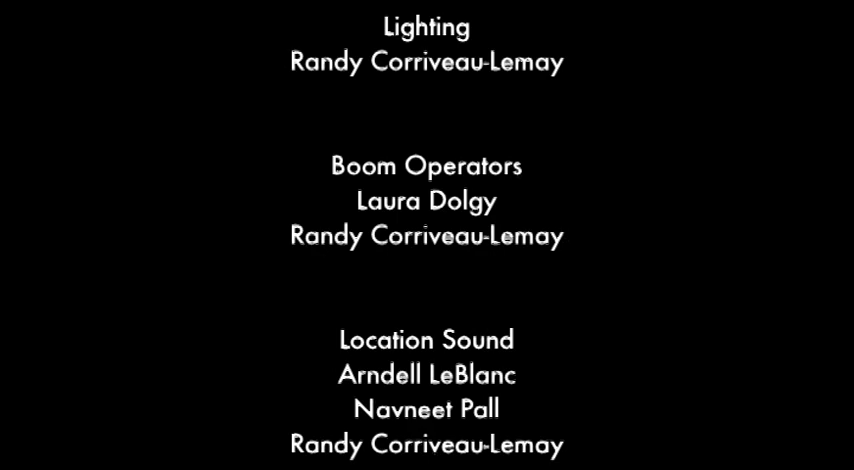 Lighting
Randy Corriveau-Lemay
Boom Operators
Laura Dolgy
Randy Corriveau-Lemay
Location Sound
Arndell LeBlanc
Navneet Pall
Randy Corriveau-Lemay